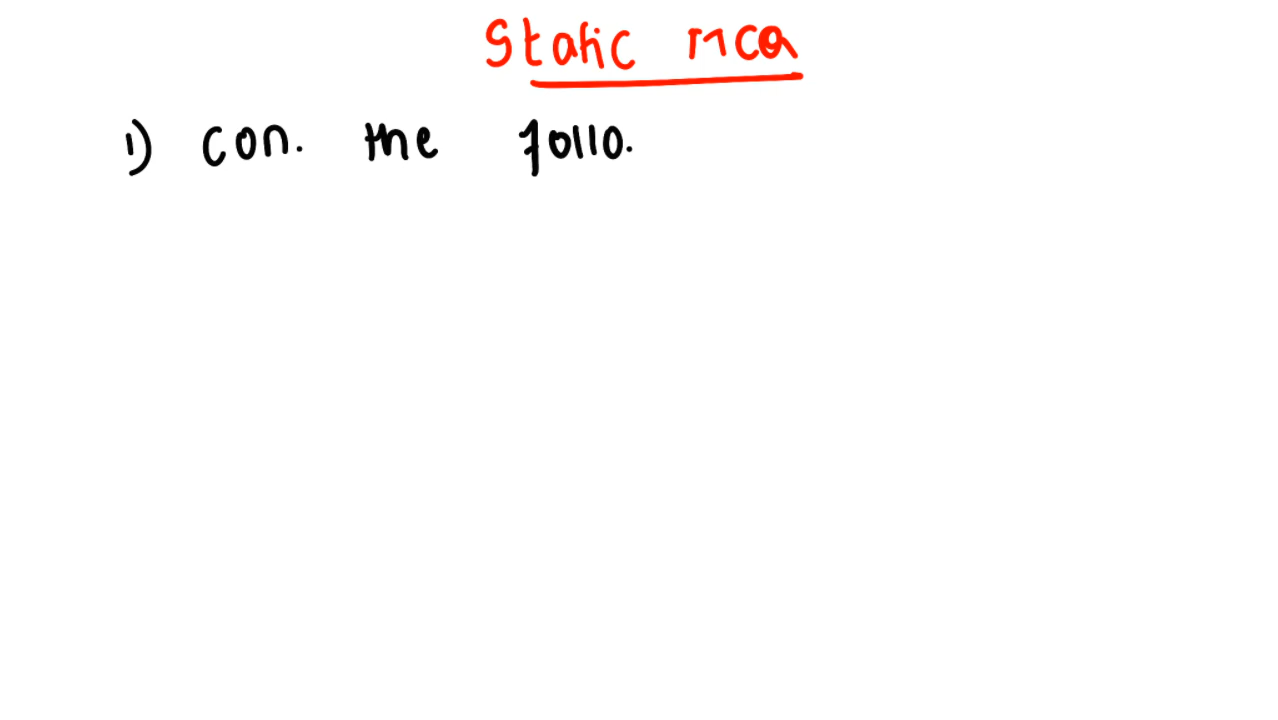 Static MCQ
1) con. the follo.